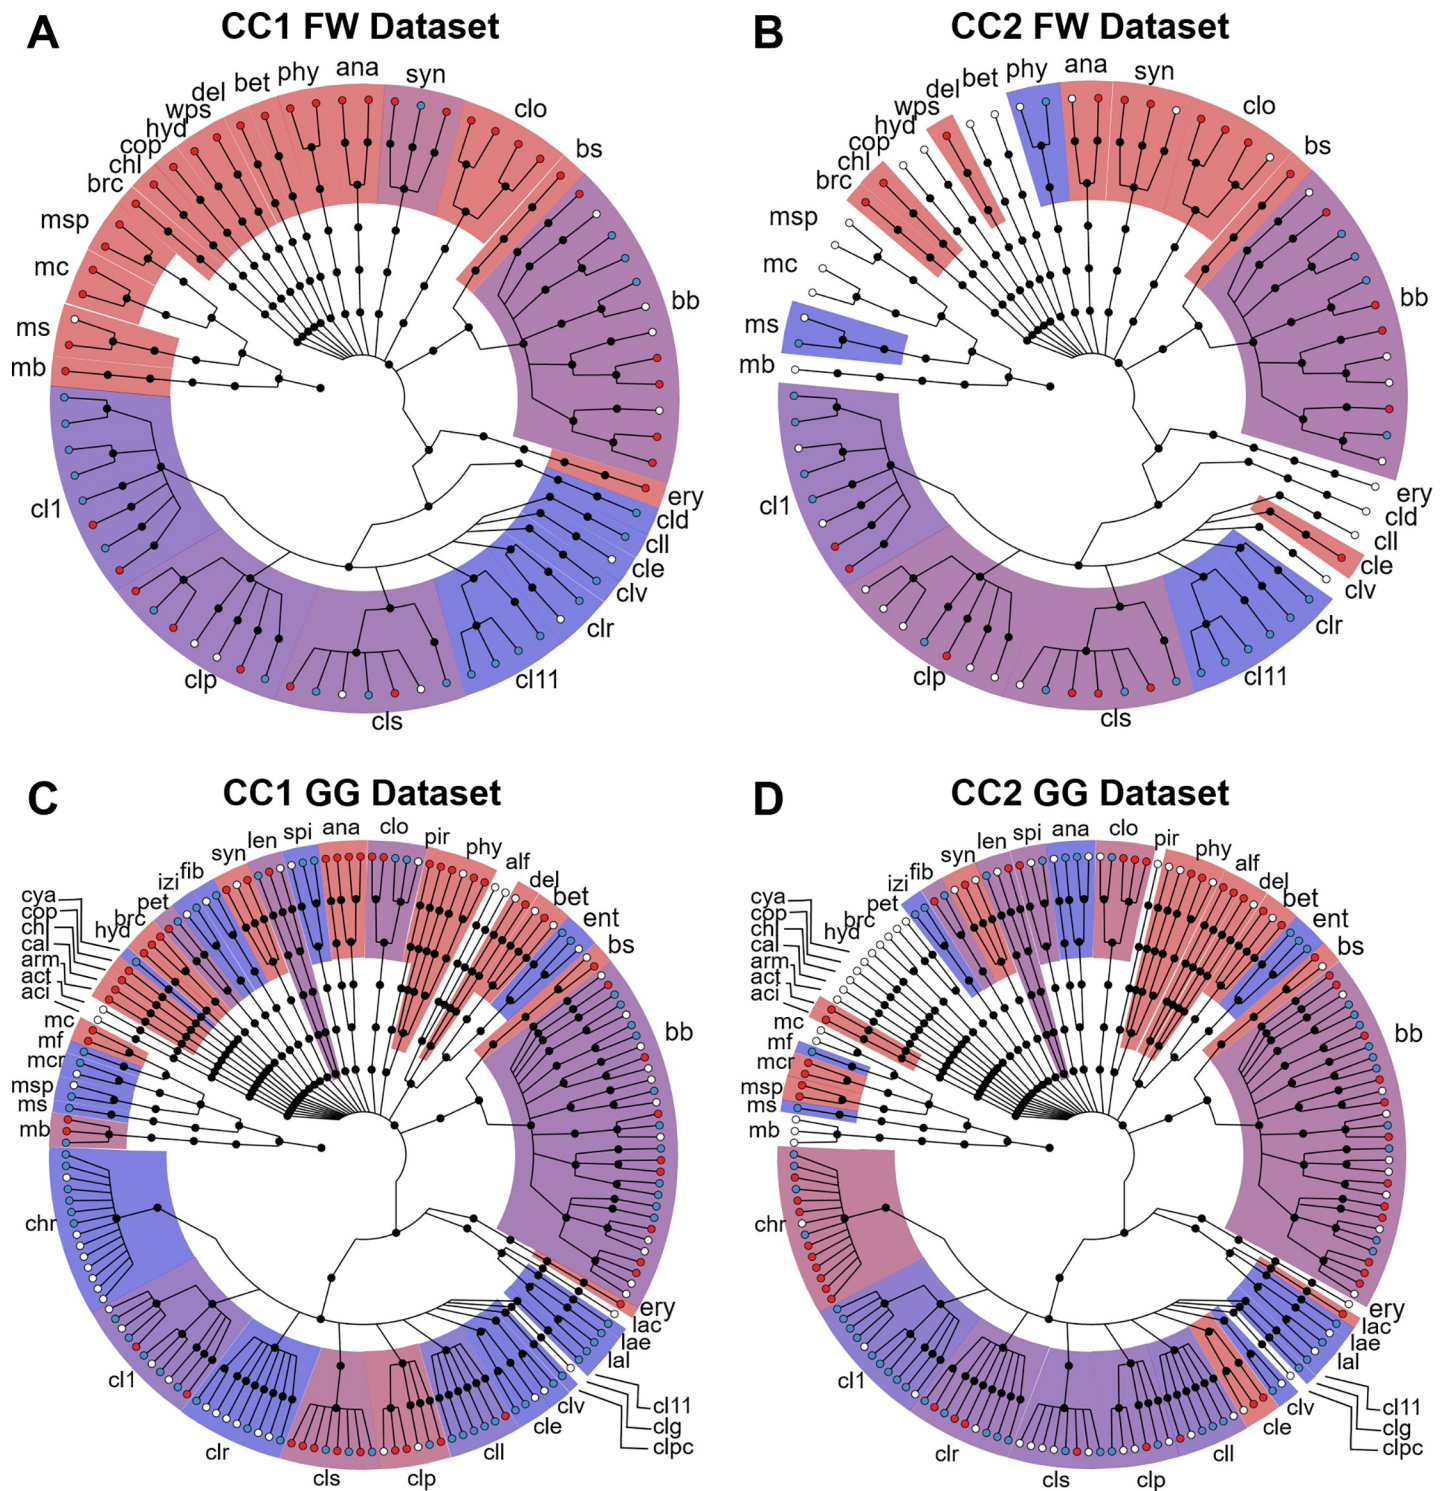 A
CC1 FW Dataset
mb
ms
mc
msp
brc
chl
cop
hyd
wps
del
bet
phy
ana
syn
clo
bs
bb
ery
cld
cll
cle
clv
clr
cl11
cls
clp
cl1
B
CC2 FW Dataset
mb
ms
mc
msp
brc
chl
cop
hyd
wps
del
bet
phy
ana
syn
clo
bs
bb
ery
cld
cll
cle
clv
clr
cl11
cls
clp
cl1
C
CC1 GG Dataset
cya
cop
chl
cal
arm
act
aci
mc
mf
mcr
msp
ms
mb
hyd
brc
pet
izi
fib
syn
len
spi
ana
clo
pir
phy
alf
del
bet
ent
bs
bb
ery
lac
lae
lal
cl11
clg
clpc
clv
cle
cll
clp
cls
clr
cl1
chr
D
CC2 GG Dataset
cya
cop
chl
cal
arm
act
aci
mc
mf
mcr
msp
ms
mb
hyd
brc
pet
izi
fib
syn
len
spi
ana
clo
pir
phy
alf
del
bet
ent
bs
bb
ery
lac
lae
lal
cl11
clg
clpc
clv
cle
cll
clp
cls
clr
cl1
chr